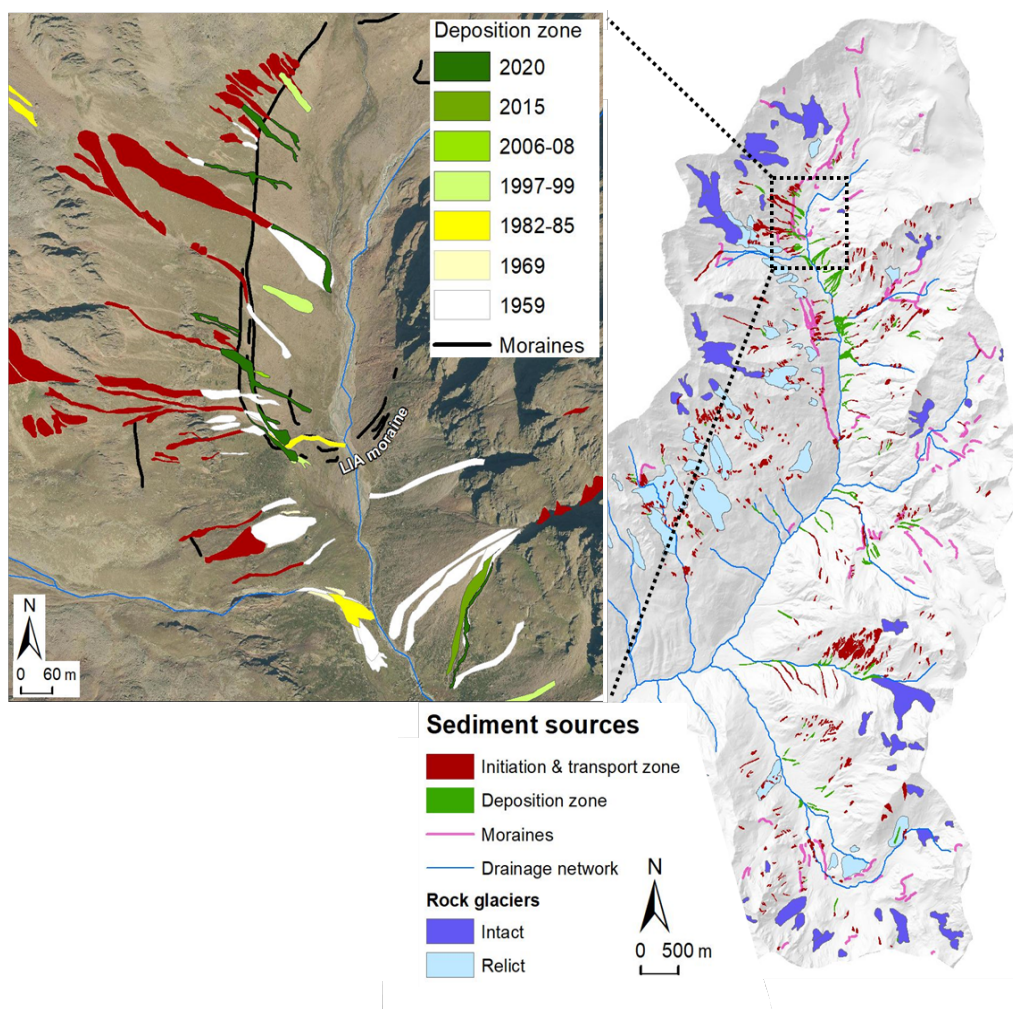 Deposition zone
2020
2015
2006-08
1997-99
1982-85
1969
1959
Moraines
LIA moraine
N
0 60 m
Sediment sources
Initiation & transport zone
Deposition zone
Moraines
Drainage network
Rock glaciers
Intact
Relict
N
0 500 m